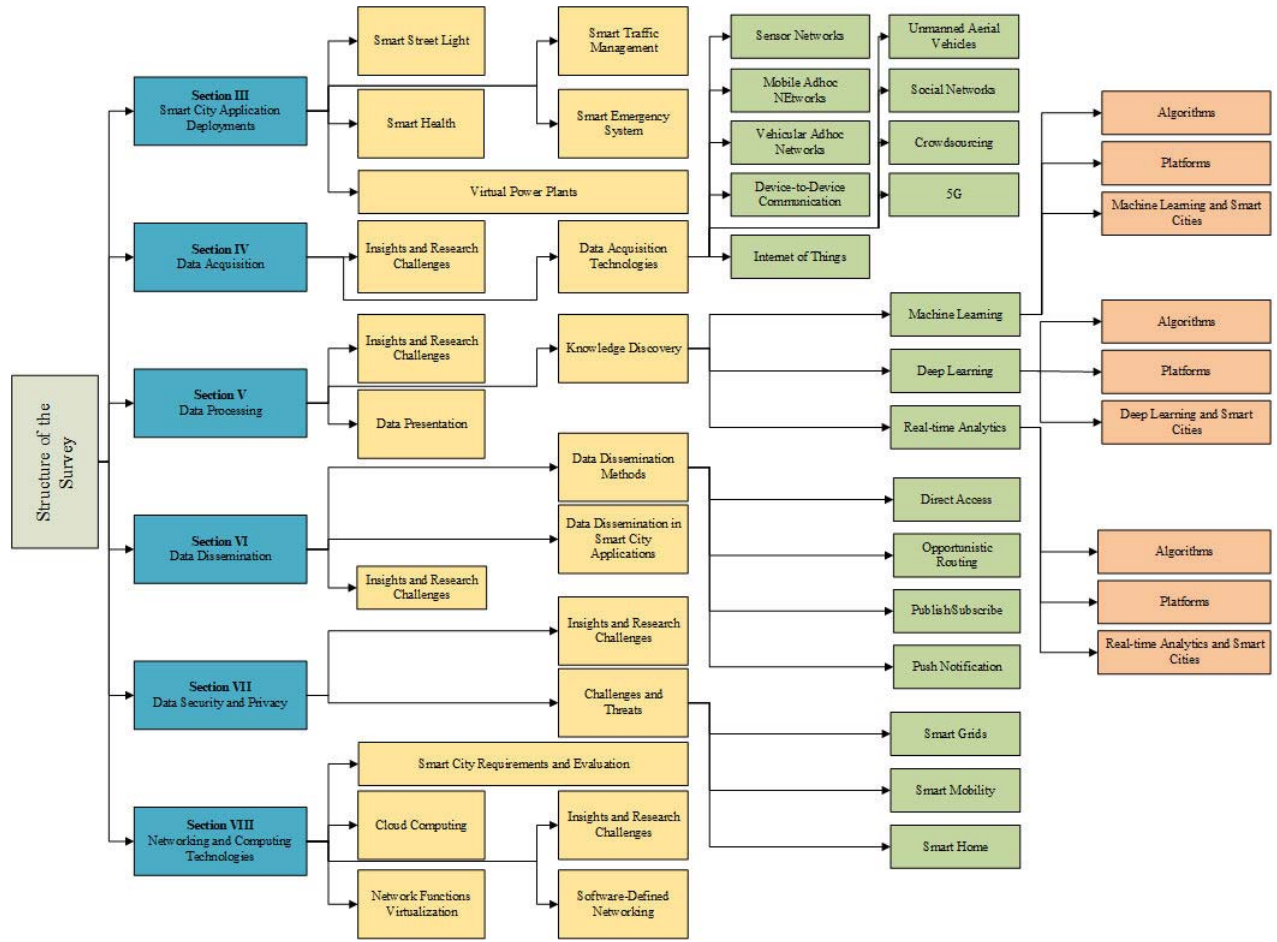 Structure of the
Survey
Section III
Smart City Application
Deployments
Smart Street Light
Smart Traffic
Management
Smart Health
Smart Emergency
System
Virtual Power Plants
Section IV
Data Acquisition
Insights and Research
Challenges
Data Acquisition
Technologies
Sensor Networks
Unmanned Aerial
Vehicles
Mobile Adhoc
NEtworks
Social Networks
Vehicular Adhoc
Networks
Crowdsourcing
Device-to-Device
Communication
5G
Internet of Things
Section V
Data Processing
Insights and Research
Challenges
Data Presentation
Knowledge Discovery
Machine Learning
Algorithms
Platforms
Machine Learning and Smart
Cities
Deep Learning
Algorithms
Platforms
Deep Learning and Smart
Cities
Real-time Analytics
Algorithms
Platforms
Real-time Analytics and Smart
Cities
Section VI
Data Dissemination
Data Dissemination
Methods
Data Dissemination in
Smart City
Applications
Insights and Research
Challenges
Direct Access
Opportunistic
Routing
Publish/Subscribe
Push Notification
Section VII
Data Security and Privacy
Insights and Research
Challenges
Challenges and
Threats
Smart Grids
Smart Mobility
Smart Home
Section VIII
Networking and Computing
Technologies
Smart City Requirements and Evaluation
Cloud Computing
Insights and Research
Challenges
Network Functions
Virtualization
Software-Defined
Networking